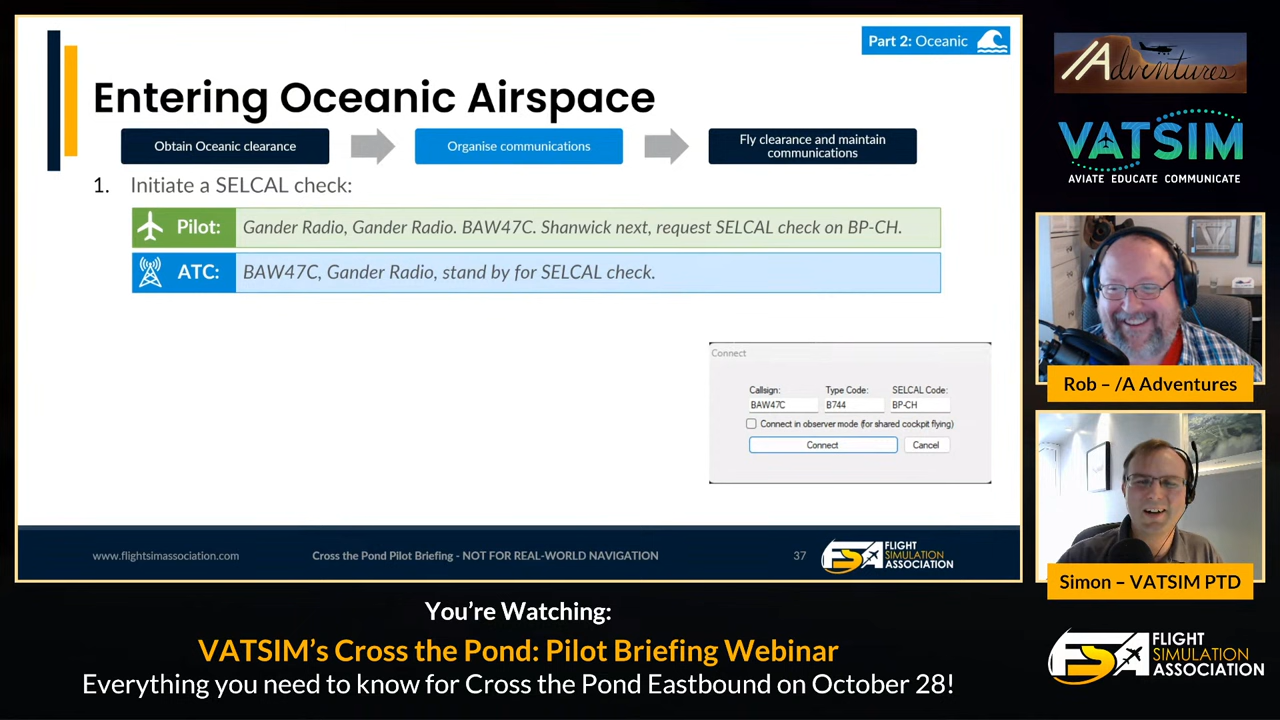 Part 2: Oceanic
Entering Oceanic Airspace
Obtain Oceanic clearance
Organise communications
Fly clearance and maintain
communications
1. Initiate a SELCAL check:
Pilot: Gander Radio, Gander Radio. BAW47C. Shanwick next, request SELCAL check on BP-CH.
ATC: BAW47C, Gander Radio, stand by for SELCAL check.
Connect
Callsign: Type Code: SELCAL Code:
BAW47C B744 BP-CH
Connect in observer mode (for shared cockpit flying)
Connect Cancel
www.flightsimassociation.com Cross the Pond Pilot Briefing - NOT FOR REAL-WORLD NAVIGATION 37
FSA FLIGHT
SIMULATION
ASSOCIATION
/Adventures
VATSIM
AVIATE EDUCATE COMMUNICATE
Rob – /A Adventures
Simon – VATSIM PTD
You're Watching:
VATSIM's Cross the Pond: Pilot Briefing Webinar
Everything you need to know for Cross the Pond Eastbound on October 28!
FSA FLIGHT
SIMULATION
ASSOCIATION